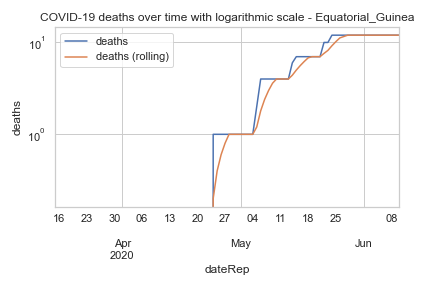 COVID-19 deaths over time with logarithmic scale - Equatorial_Guinea
10¹
deaths
deaths (rolling)
deaths
10⁰
16 23 30 06 13 20 27 04 11 18 25 08
Apr May Jun
2020
dateRep